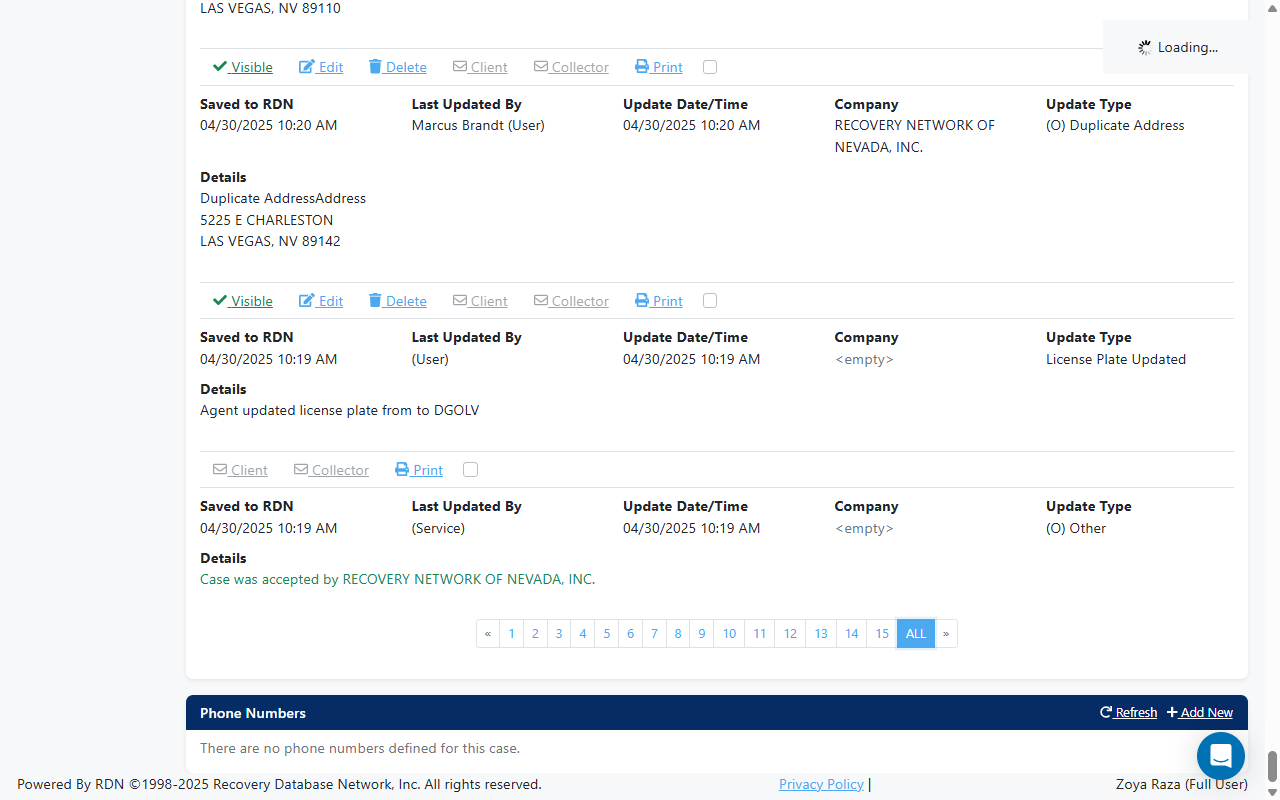 LAS VEGAS, NV 89110
Loading...
Visible Edit Delete Client Collector Print
Saved to RDN Last Updated By Update Date/Time Company Update Type
04/30/2025 10:20 AM Marcus Brandt (User) 04/30/2025 10:20 AM RECOVERY NETWORK OF NEVADA, INC. (O) Duplicate Address
Details
Duplicate AddressAddress
5225 E CHARLESTON
LAS VEGAS, NV 89142
Visible Edit Delete Client Collector Print
Saved to RDN Last Updated By Update Date/Time Company Update Type
04/30/2025 10:19 AM (User) 04/30/2025 10:19 AM <empty> License Plate Updated
Details
Agent updated license plate from to DGOLV
Client Collector Print
Saved to RDN Last Updated By Update Date/Time Company Update Type
04/30/2025 10:19 AM (Service) 04/30/2025 10:19 AM <empty> (O) Other
Details
Case was accepted by RECOVERY NETWORK OF NEVADA, INC.
« 1 2 3 4 5 6 7 8 9 10 11 12 13 14 15 ALL »
Phone Numbers Refresh Add New
There are no phone numbers defined for this case.
Powered By RDN ©1998-2025 Recovery Database Network, Inc. All rights reserved. Privacy Policy | Zoya Raza (Full User)